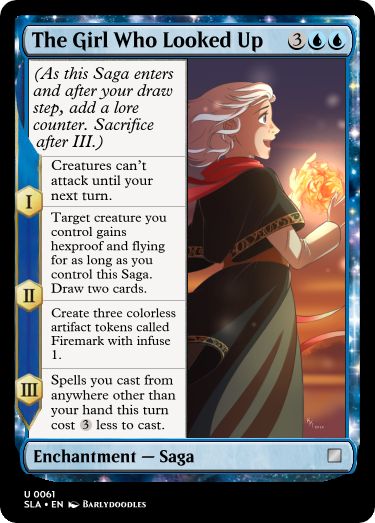 The Girl Who Looked Up 3
(As this Saga enters
and after your draw
step, add a lore
counter. Sacrifice
after III.)
I
Creatures can't
attack until your
next turn.
Target creature you
control gains
hexproof and flying
for as long as you
control this Saga.
Draw two cards.
II
Create three colorless
artifact tokens called
Firemark with infuse
1.
III
Spells you cast from
anywhere other than
your hand this turn
cost 3 less to cast.
Enchantment — Saga
U 0061
SLA • EN BARLYDOODLES